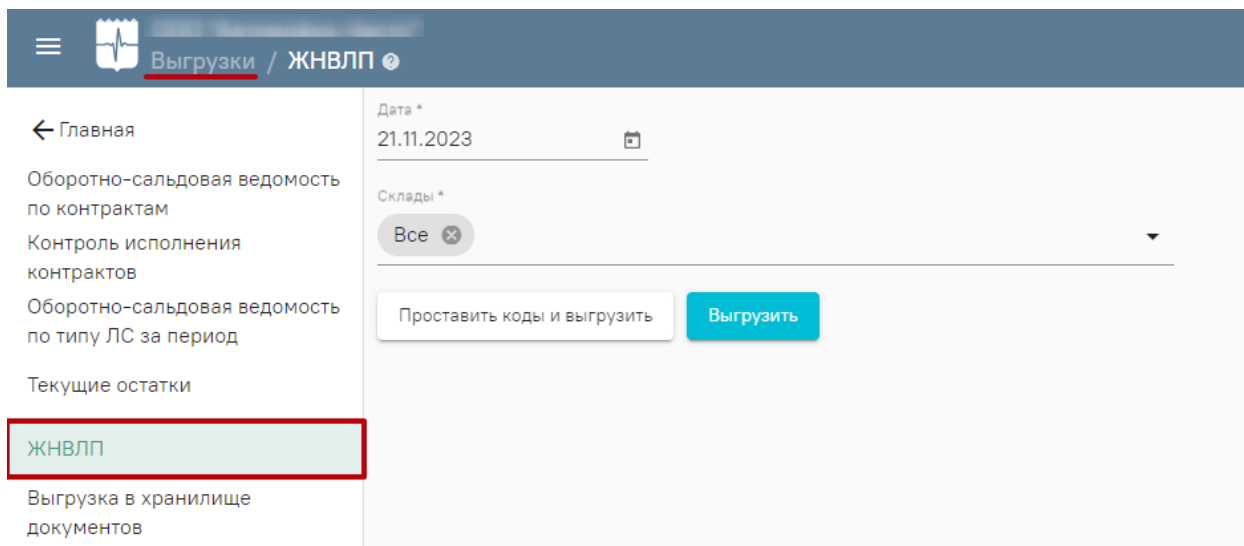 Выгрузки / ЖНВЛП
← Главная
Оборотно-сальдовая ведомость
по контрактам
Контроль исполнения
контрактов
Оборотно-сальдовая ведомость
по типу ЛС за период
Текущие остатки
ЖНВЛП
Выгрузка в хранилище
документов
Дата *
21.11.2023
Склады *
Все
Проставить коды и выгрузить
Выгрузить